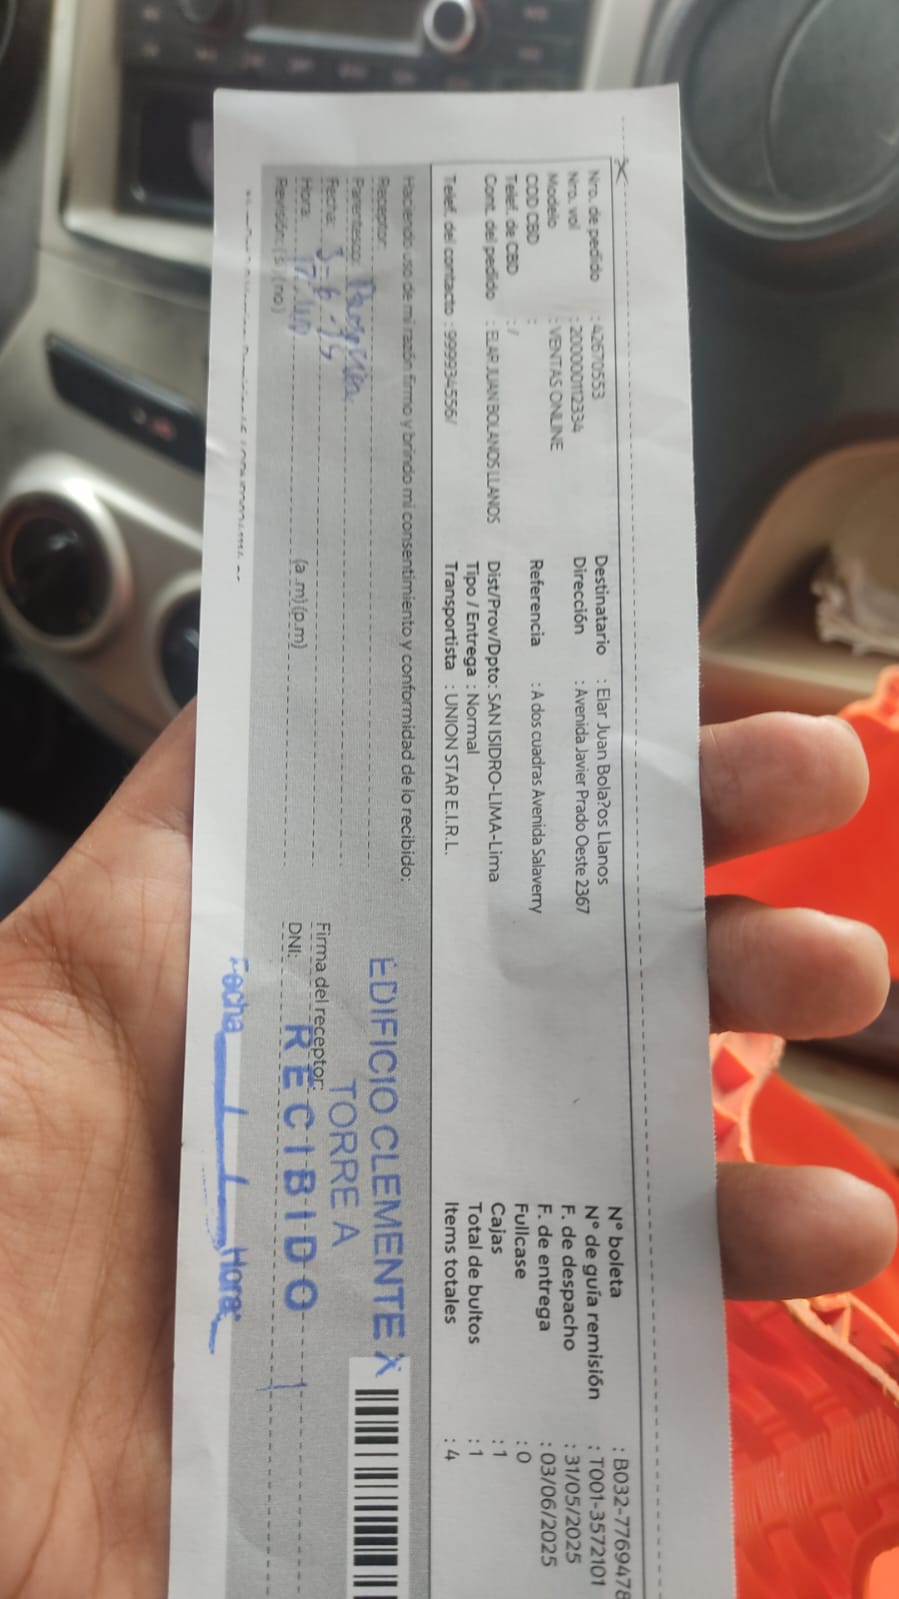 Nro. de pedido : 42670553
Nro. vol : 2000001112334
Modelo : VENTAS ONLINE
COD CBD :
Telef. de CBD : /
Cont. del pedido : ELAR JUAN BOLANOS LLANOS
Telef. del contacto : 999934556/
Destinatario : Elar Juan Bola?os Llanos
Dirección : Avenida Javier Prado Oeste 2367
Referencia : A dos cuadras Avenida Salaverry
Dist/Prov/Dpto: SAN ISIDRO-LIMA-Lima
Tipo / Entrega : Normal
Transportista : UNION STAR E.I.R.L.
N° boleta : B032-7769478
N° de guía remisión : T001-3572101
F. de despacho : 31/05/2025
F. de entrega : 03/06/2025
Fullcase : 0
Cajas : 1
Total de bultos : 1
Items totales : 4
Haciendo uso de mi razón firmo y brindo mi consentimiento y conformidad de lo recibido:
Receptor:
Parentesco:
Fecha:
Hora: (a .m) (p.m)
Revisión: (si) (no)
Firma del receptor:
DNI:
EDIFICIO CLEMENTE X
TORRE A
RECIBIDO
Fecha Hora: